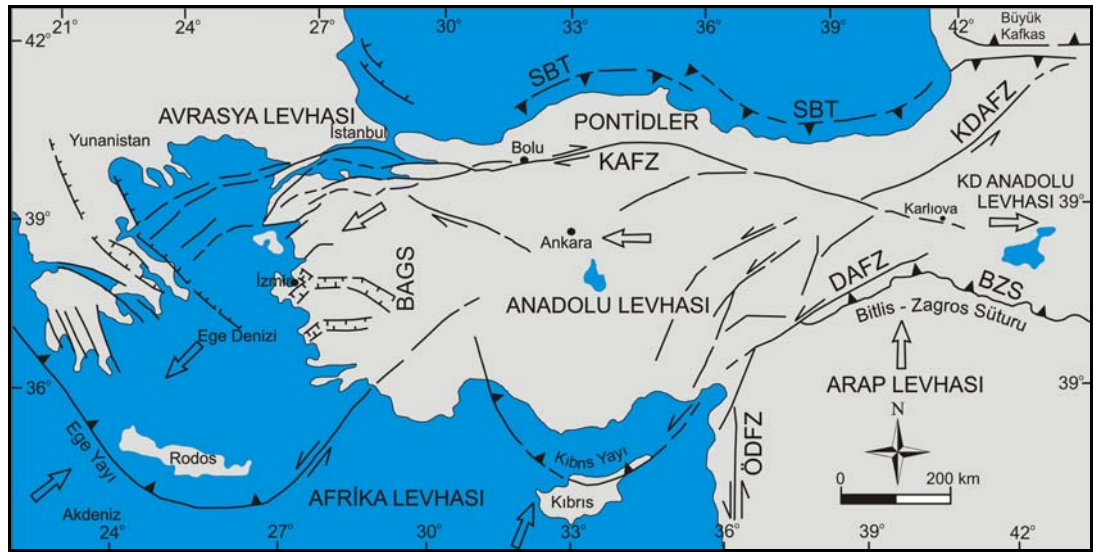 21° 24° 27° 30° 33° 36° 39° 42°
Büyük
Kafkas
42°
42°
SBT
SBT
AVRASYA LEVHASI
İstanbul
PONTİDLER
KDAFZ
Yunanistan
Bolu
KAFZ
KD ANADOLU
LEVHASI
39°
39°
Karlıova
Ankara
İzmir
BAGS
DAFZ
BZS
ANADOLU LEVHASI
Bitlis - Zagros Süturu
Ege Denizi
36°
ARAP LEVHASI
39°
N
Ege Yayı
Rodos
Kıbrıs Yayı
ÖDFZ
0 200 km
AFRİKA LEVHASI
Kıbrıs
Akdeniz
24° 27° 30° 33° 36° 39° 42°